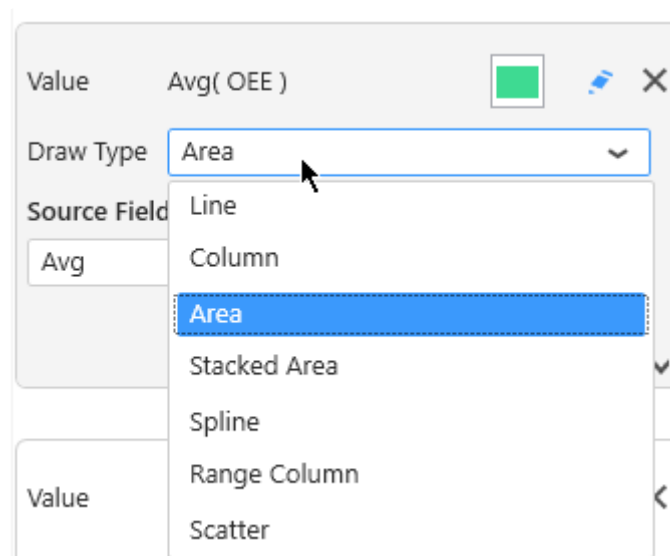 Value Avg( OEE )
Draw Type Area
Source Field
Avg
Line
Column
Area
Stacked Area
Spline
Range Column
Scatter
Value